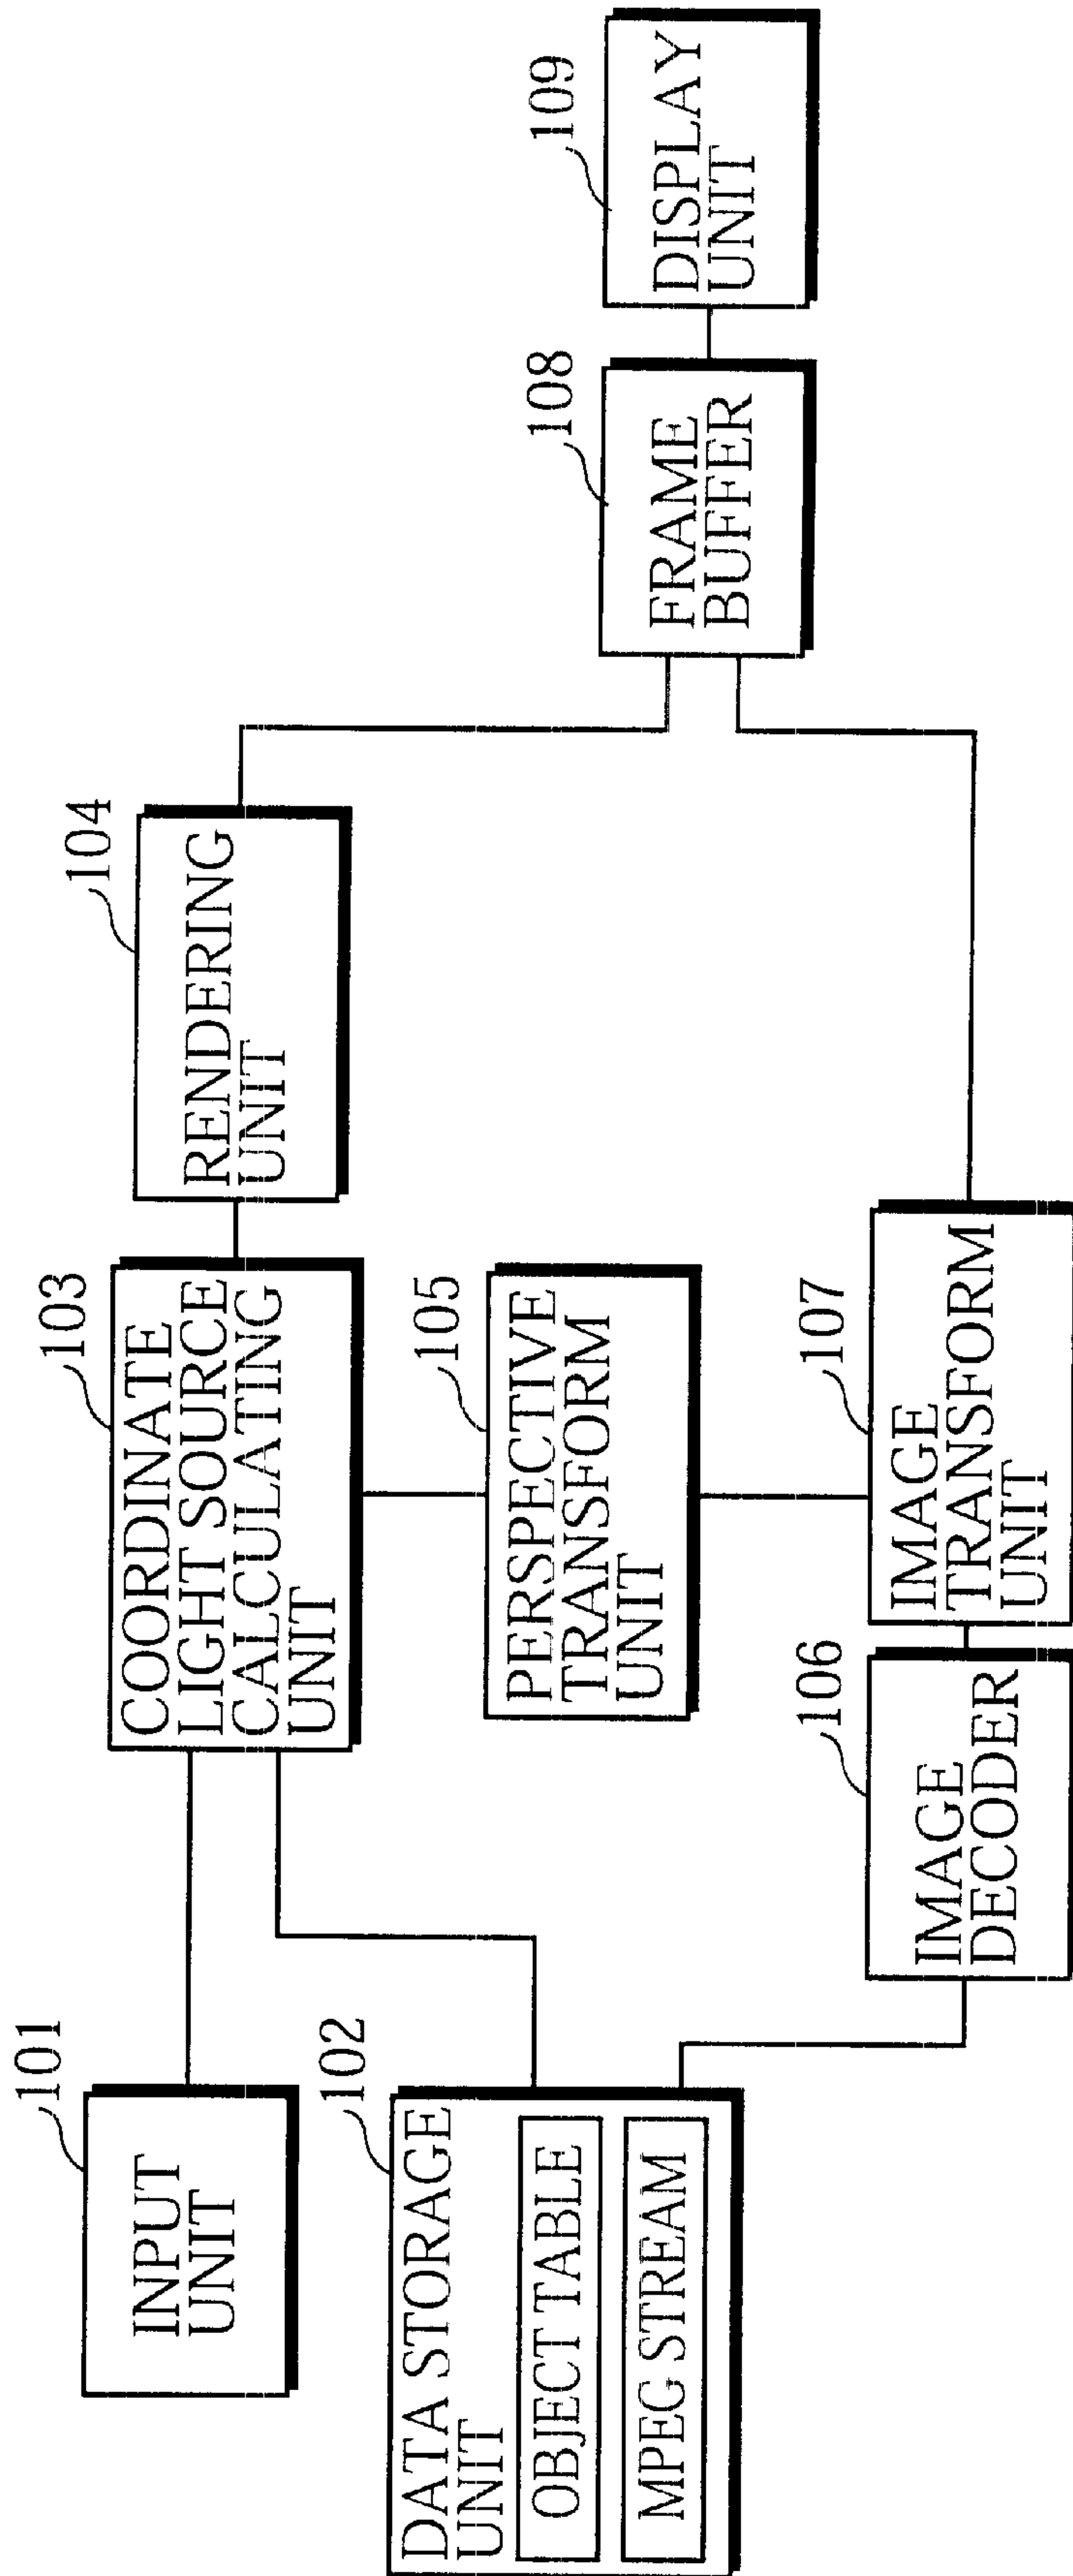 101
INPUT
UNIT
102
DATA STORAGE
UNIT
OBJECT TABLE
MPEG STREAM
103
COORDINATE
LIGHT SOURCE
CALCULATING
UNIT
104
RENDERING
UNIT
105
PERSPECTIVE
TRANSFORM
UNIT
106
IMAGE
DECODER
107
IMAGE
TRANSFORM
UNIT
108
FRAME
BUFFER
109
DISPLAY
UNIT